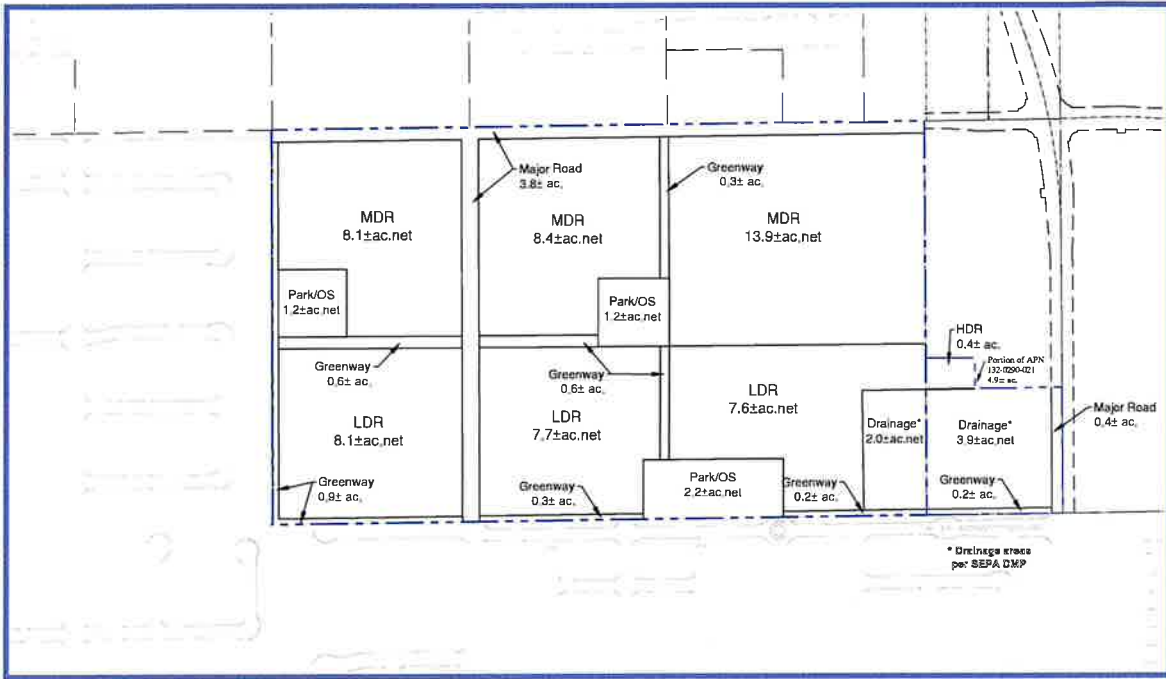 Major Road
3.8± ac.
Greenway
0.3± ac.
MDR
8.1±ac.net
MDR
8.4±ac.net
MDR
13.9±ac.net
Park/OS
1.2±ac.net
Park/OS
1.2±ac.net
HDR
0.4± ac.
Portion of APN
132-0290-021
4.9± ac.
Greenway
0.6± ac.
Greenway
0.6± ac.
LDR
8.1±ac.net
LDR
7.7±ac.net
LDR
7.6±ac.net
Drainage*
2.0±ac.net
Drainage*
3.9±ac.net
Major Road
0.4± ac.
Greenway
0.9± ac.
Greenway
0.3± ac.
Park/OS
2.2±ac.net
Greenway
0.2± ac.
Greenway
0.2± ac.
* Drainage areas
per SEPA DMP